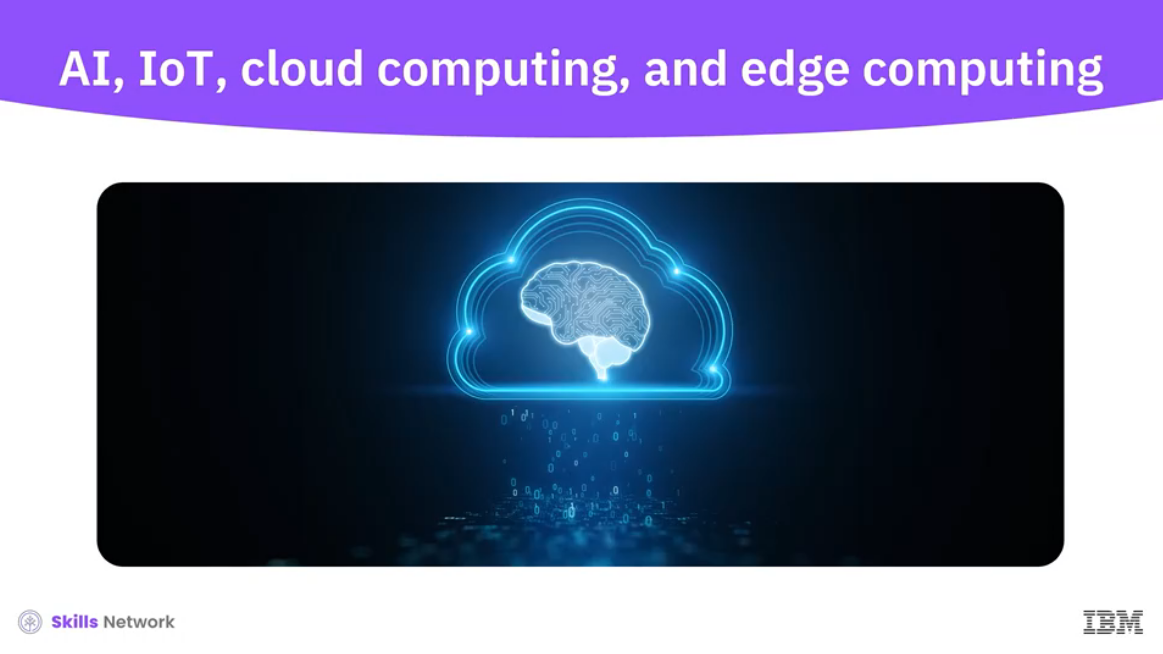 AI, IoT, cloud computing, and edge computing
Skills Network
IBM